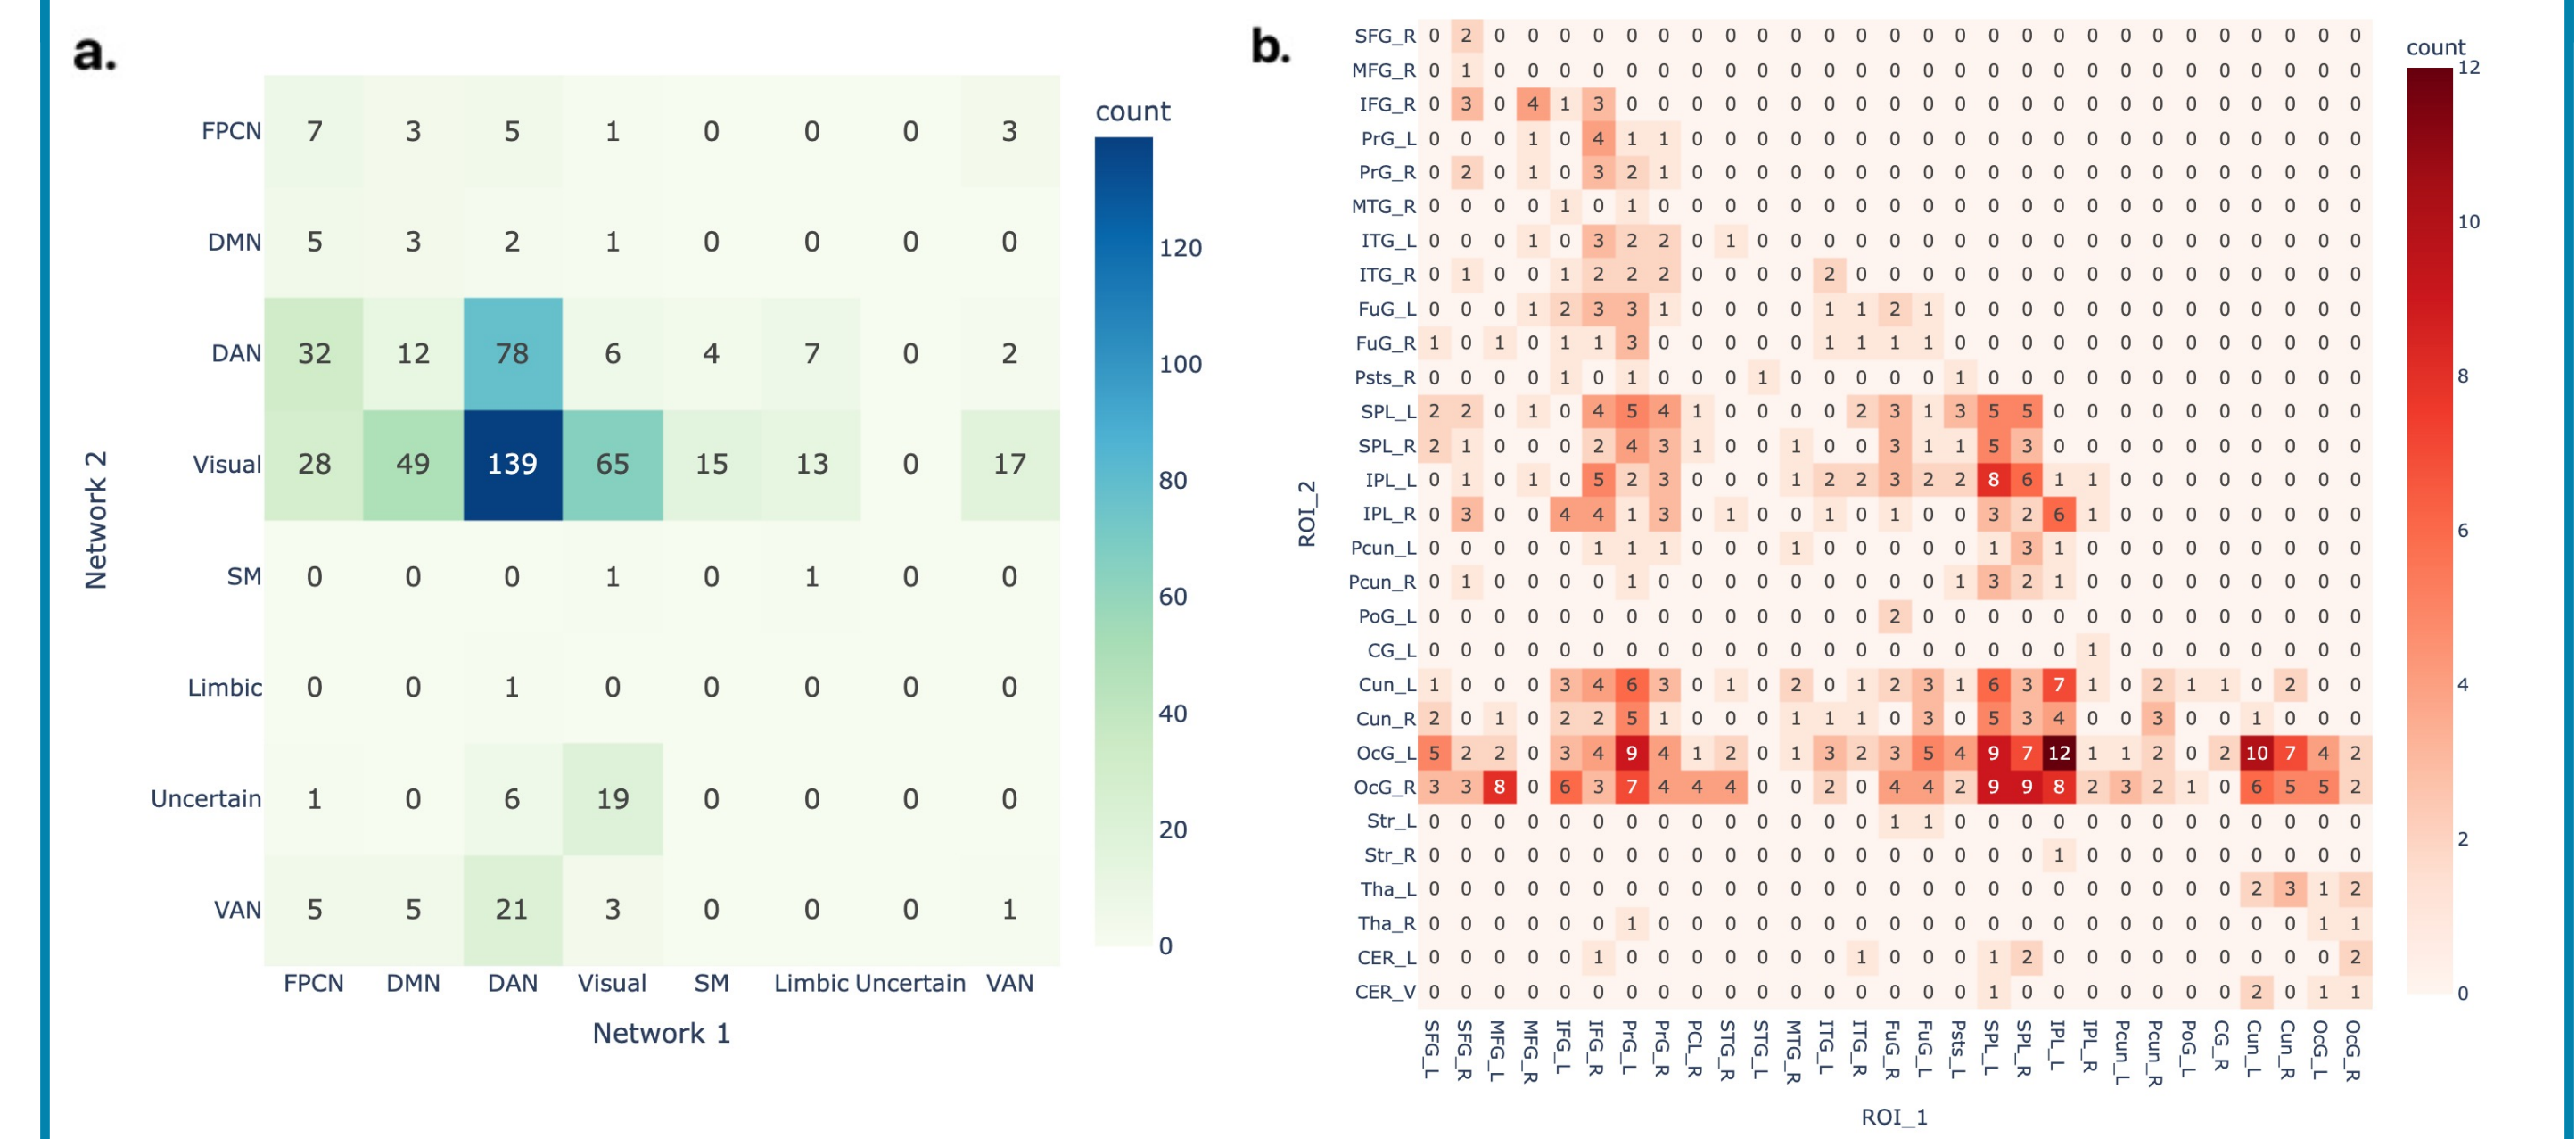 a.
count
FPCN 7 3 5 1 0 0 0 3
DMN 5 3 2 1 0 0 0 0
DAN 32 12 78 6 4 7 0 2
Visual 28 49 139 65 15 13 0 17
SM 0 0 0 1 0 1 0 0
Limbic 0 0 1 0 0 0 0 0
Uncertain 1 0 6 19 0 0 0 0
VAN 5 5 21 3 0 0 0 1
FPCN DMN DAN Visual SM Limbic Uncertain VAN
Network 1
Network 2
120
100
80
60
40
20
0
b.
count
SFG_R 0 2 0 0 0 0 0 0 0 0 0 0 0 0 0 0 0 0 0 0 0 0 0 0 0 0 0 0 0
MFG_R 0 1 0 0 0 0 0 0 0 0 0 0 0 0 0 0 0 0 0 0 0 0 0 0 0 0 0 0 0
IFG_R 0 3 0 4 1 3 0 0 0 0 0 0 0 0 0 0 0 0 0 0 0 0 0 0 0 0 0 0 0
PrG_L 0 0 0 1 0 4 1 1 0 0 0 0 0 0 0 0 0 0 0 0 0 0 0 0 0 0 0 0 0
PrG_R 0 2 0 1 0 3 2 1 0 0 0 0 0 0 0 0 0 0 0 0 0 0 0 0 0 0 0 0 0
MTG_R 0 0 0 0 1 0 1 0 0 0 0 0 0 0 0 0 0 0 0 0 0 0 0 0 0 0 0 0 0
ITG_L 0 0 0 1 0 3 2 2 0 1 0 0 0 0 0 0 0 0 0 0 0 0 0 0 0 0 0 0 0
ITG_R 0 1 0 0 1 2 2 2 0 0 0 0 2 0 0 0 0 0 0 0 0 0 0 0 0 0 0 0 0
FuG_L 0 0 0 1 2 3 3 1 0 0 0 0 1 1 2 1 0 0 0 0 0 0 0 0 0 0 0 0 0
FuG_R 1 0 1 0 1 1 3 0 0 0 0 0 1 1 1 1 0 0 0 0 0 0 0 0 0 0 0 0 0
Psts_R 0 0 0 0 1 0 1 0 0 0 1 0 0 0 0 0 1 0 0 0 0 0 0 0 0 0 0 0 0
SPL_L 2 2 0 1 0 4 5 4 1 0 0 0 0 2 3 1 3 5 5 0 0 0 0 0 0 0 0 0 0
SPL_R 2 1 0 0 0 2 4 3 1 0 0 1 0 0 3 1 1 5 3 0 0 0 0 0 0 0 0 0 0
IPL_L 0 1 0 1 0 5 2 3 0 0 0 1 2 2 3 2 2 8 6 1 1 0 0 0 0 0 0 0 0
IPL_R 0 3 0 0 4 4 1 3 0 1 0 0 1 0 1 0 0 3 2 6 1 0 0 0 0 0 0 0 0
Pcun_L 0 0 0 0 0 1 1 1 0 0 0 1 0 0 0 0 0 1 3 1 0 0 0 0 0 0 0 0 0
Pcun_R 0 1 0 0 0 0 1 0 0 0 0 0 0 0 0 0 1 3 2 1 0 0 0 0 0 0 0 0 0
PoG_L 0 0 0 0 0 0 0 0 0 0 0 0 0 0 2 0 0 0 0 0 0 0 0 0 0 0 0 0 0
CG_L 0 0 0 0 0 0 0 0 0 0 0 0 0 0 0 0 0 0 0 0 1 0 0 0 0 0 0 0 0
Cun_L 1 0 0 0 3 4 6 3 0 1 0 2 0 1 2 3 1 6 3 7 1 0 2 1 1 0 2 0 0
Cun_R 2 0 1 0 2 2 5 1 0 0 0 1 1 1 0 3 0 5 3 4 0 0 3 0 0 1 0 0 0
OcG_L 5 2 2 0 3 4 9 4 1 2 0 1 3 2 3 5 4 9 7 12 1 1 2 0 2 10 7 4 2
OcG_R 3 3 8 0 6 3 7 4 4 4 0 0 2 0 4 4 2 9 9 8 2 3 2 1 0 6 5 5 2
Str_L 0 0 0 0 0 0 0 0 0 0 0 0 0 0 1 1 0 0 0 0 0 0 0 0 0 0 0 0 0
Str_R 0 0 0 0 0 0 0 0 0 0 0 0 0 0 0 0 0 0 0 1 0 0 0 0 0 0 0 0 0
Tha_L 0 0 0 0 0 0 0 0 0 0 0 0 0 0 0 0 0 0 0 0 0 0 0 0 0 2 3 1 2
Tha_R 0 0 0 0 0 0 1 0 0 0 0 0 0 0 0 0 0 0 0 0 0 0 0 0 0 0 0 1 1
CER_L 0 0 0 0 0 1 0 0 0 0 0 0 0 1 0 0 0 1 2 0 0 0 0 0 0 0 0 0 2
CER_V 0 0 0 0 0 0 0 0 0 0 0 0 0 0 0 0 0 1 0 0 0 0 0 0 0 2 0 1 1
SFG_L SFG_R MFG_L MFG_R IFG_L IFG_R PrG_L PrG_R PCL_R STG_R STG_L MTG_R ITG_L ITG_R FuG_R FuG_L Psts_L SPL_L SPL_R IPL_L IPL_R Pcun_L Pcun_R PoG_L CG_R Cun_L Cun_R OcG_L OcG_R
ROI_1
ROI_2
12
10
8
6
4
2
0